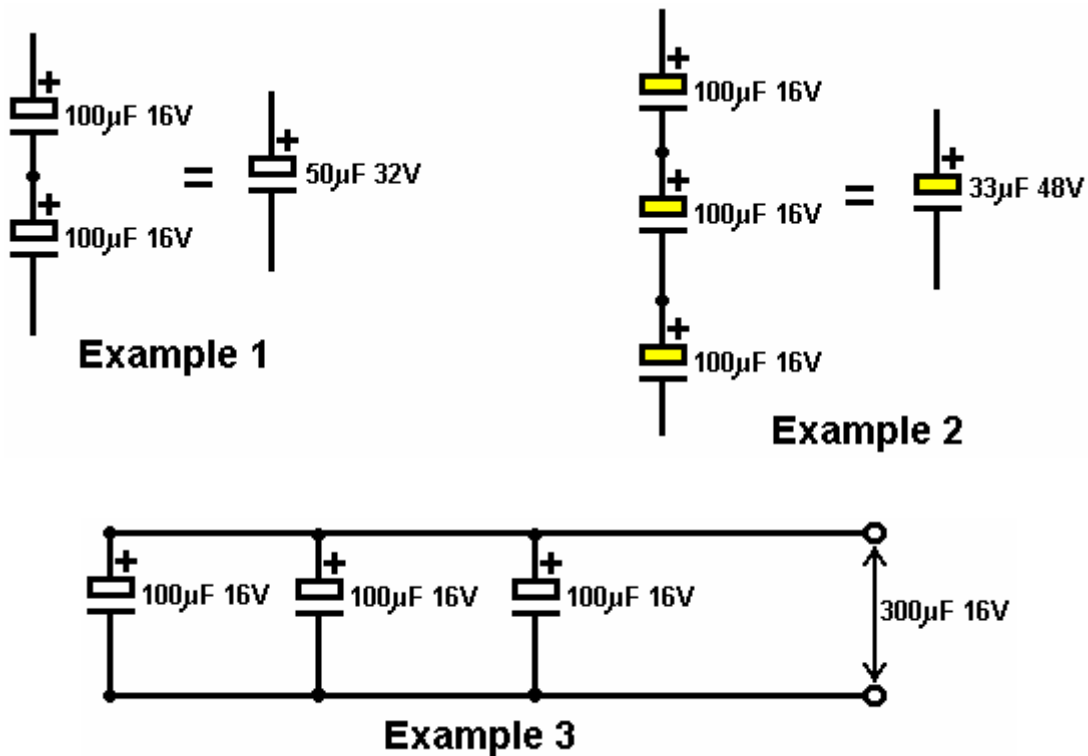 +
100µF 16V
+
100µF 16V
=
+
50µF 32V
Example 1
+
100µF 16V
+
100µF 16V
+
100µF 16V
=
+
33µF 48V
Example 2
+
100µF 16V
+
100µF 16V
+
100µF 16V
300µF 16V
Example 3